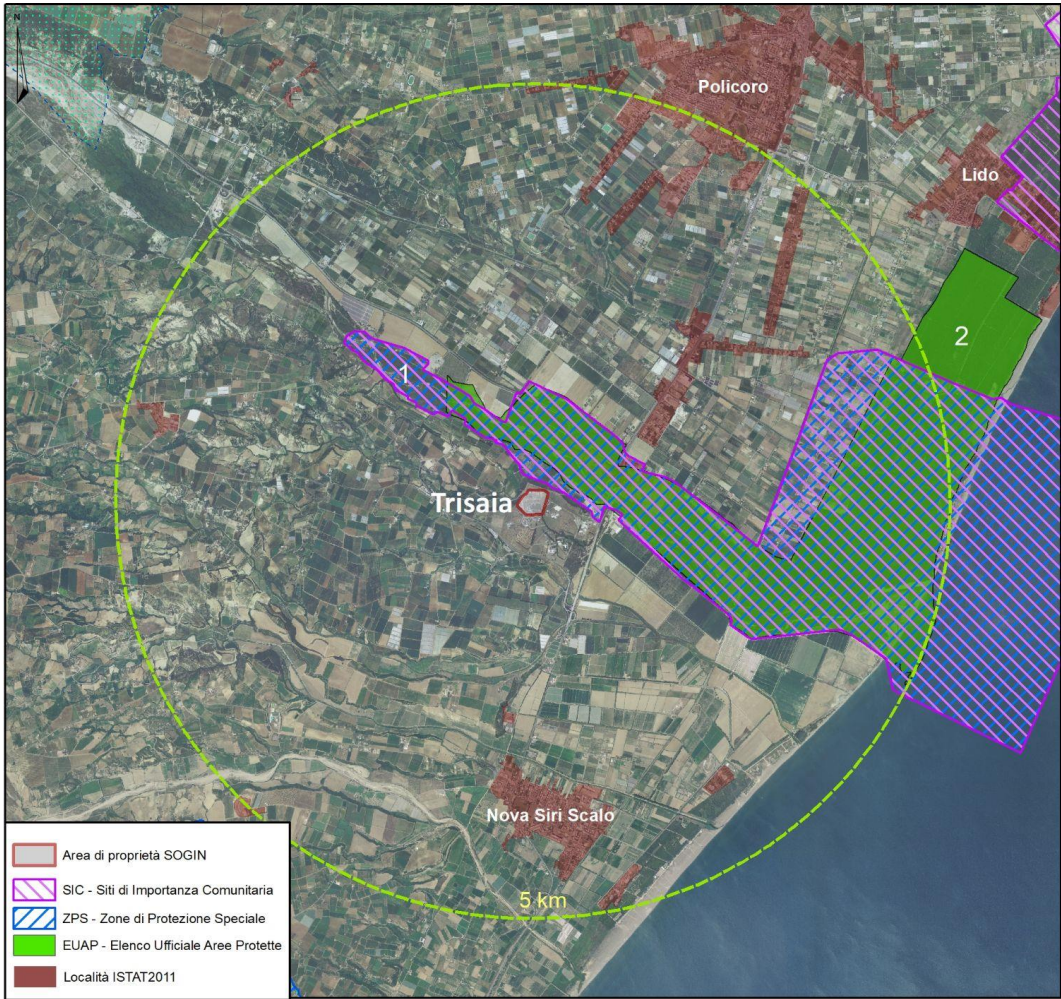 N
Policoro
Lido
2
1
Trisaia
Nova Siri Scalo
5 km
Area di proprietà SOGIN
SIC - Siti di Importanza Comunitaria
ZPS - Zone di Protezione Speciale
EUAP - Elenco Ufficiale Aree Protette
Località ISTAT2011